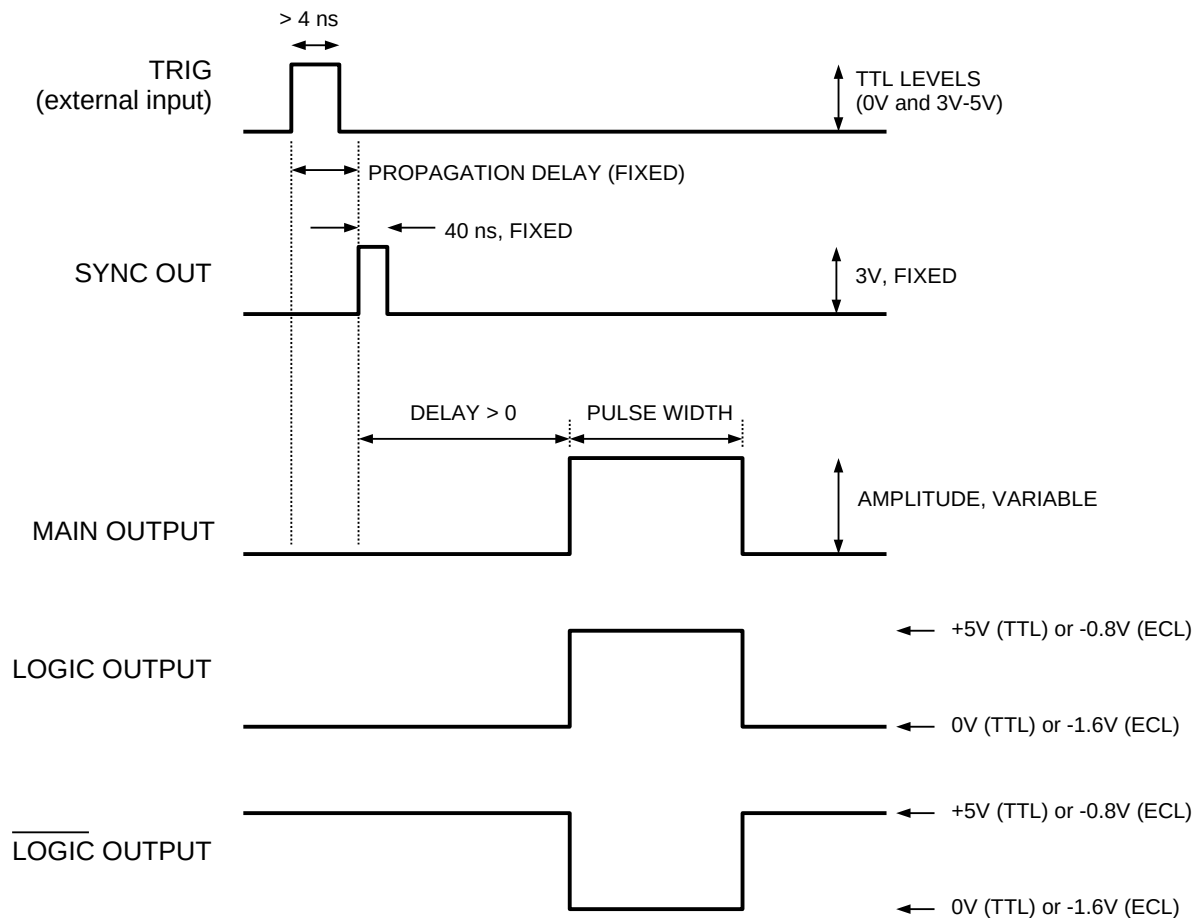 > 4 ns
TRIG
(external input)
TTL LEVELS
(0V and 3V-5V)
PROPAGATION DELAY (FIXED)
40 ns, FIXED
SYNC OUT
3V, FIXED
DELAY > 0
PULSE WIDTH
AMPLITUDE, VARIABLE
MAIN OUTPUT
+5V (TTL) or -0.8V (ECL)
LOGIC OUTPUT
0V (TTL) or -1.6V (ECL)
+5V (TTL) or -0.8V (ECL)
L̅O̅G̅I̅C̅ OUTPUT
0V (TTL) or -1.6V (ECL)